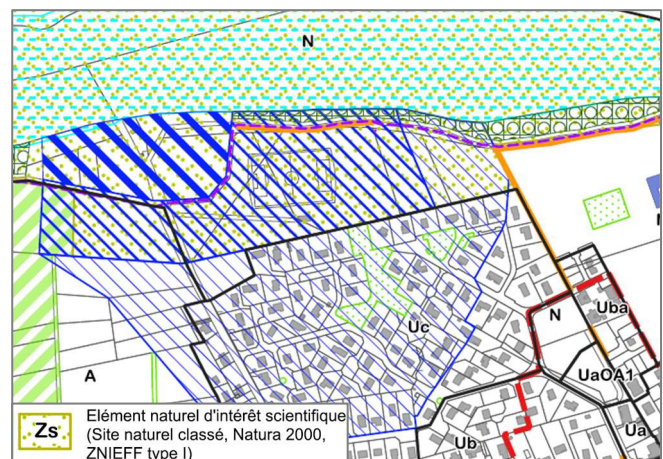 N
Uc
N
Uba
A
UaOA1
Ub
Ua
Zs
Elément naturel d'intérêt scientifique
(Site naturel classé, Natura 2000,
ZNIEFF type I)